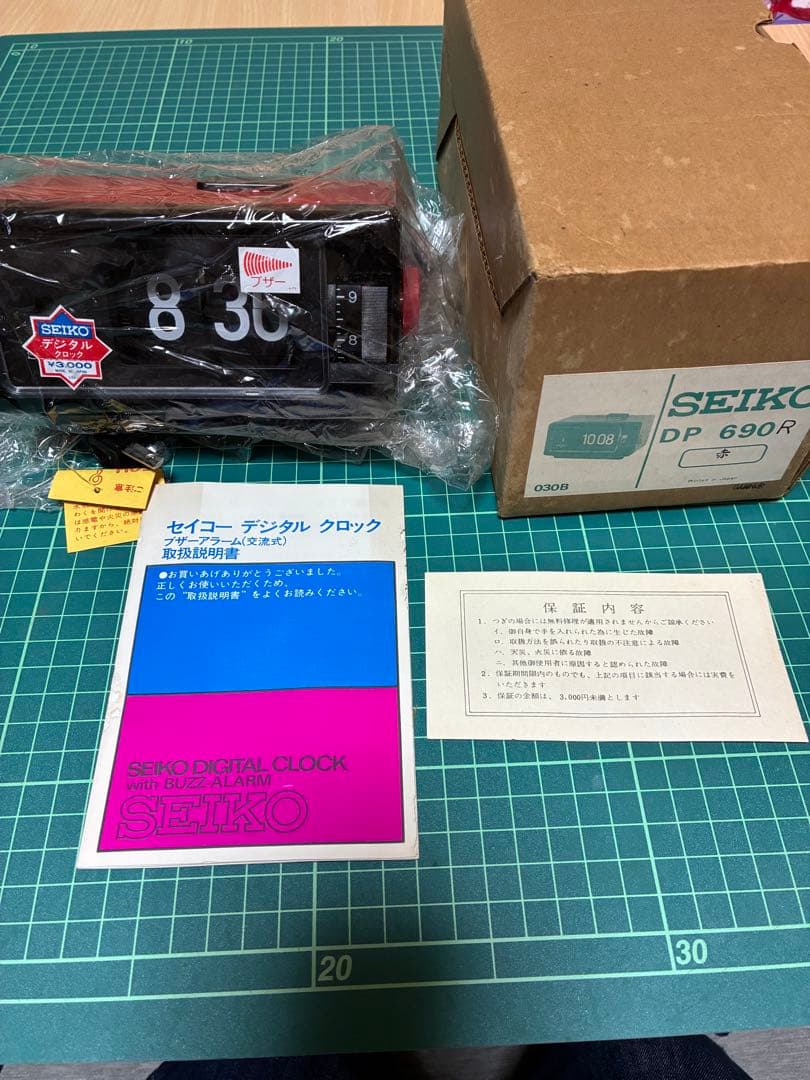 0
10
20
ブザー
8 30
9
8
SEIKO
デジタル
クロック
¥3,000
SEIKO
DP 690R
赤
10 08
030B
ご注意
セイコー デジタル クロック
ブザーアラーム(交流式)
取扱説明書
●お買いあげありがとうございました。
正しくお使いいただくため、
この“取扱説明書”をよくお読みください。
SEIKO DIGITAL CLOCK
with BUZZ ALARM
SEIKO
保証内容
1. つぎの場合には無料修理が適用されませんからご諒承ください
イ. 御自身で手を入れられた為に生じた故障
ロ. 取扱方法を誤られたり取扱の不注意による故障
ハ. 天災、火災に依る故障
ニ. 其他御使用者に原因すると認められた故障
2. 保証期間限内のものでも、上記の項目に該当する場合には実費を
いただきます
3. 保証の金額は、3,000円未満とします
20
30